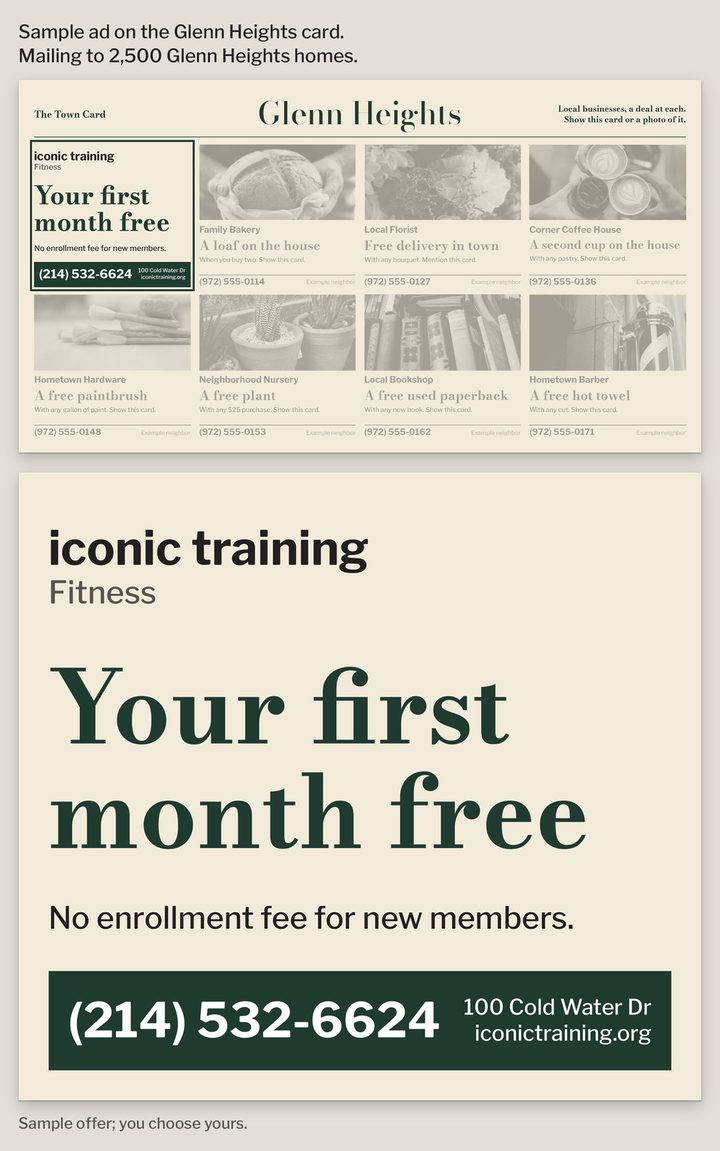 Sample ad on the Glenn Heights card.
Mailing to 2,500 Glenn Heights homes.
The Town Card
Glenn Heights
Local businesses, a deal at each.
Show this card or a photo of it.
iconic training
Fitness
Your first
month free
No enrollment fee for new members.
(214) 532-6624
100 Cold Water Dr
iconictraining.org
Family Bakery
A loaf on the house
When you buy two. Show this card.
(972) 555-0114
Example neighbor
Local Florist
Free delivery in town
With any bouquet. Mention this card.
(972) 555-0127
Example neighbor
Corner Coffee House
A second cup on the house
With any pastry. Show this card.
(972) 555-0136
Example neighbor
Hometown Hardware
A free paintbrush
With any gallon of paint. Show this card.
(972) 555-0148
Example neighbor
Neighborhood Nursery
A free plant
With any $25 purchase. Show this card.
(972) 555-0153
Example neighbor
Local Bookshop
A free used paperback
With any new book. Show this card.
(972) 555-0162
Example neighbor
Hometown Barber
A free hot towel
With any cut. Show this card.
(972) 555-0171
Example neighbor
iconic training
Fitness
Your first
month free
No enrollment fee for new members.
(214) 532-6624
100 Cold Water Dr
iconictraining.org
Sample offer; you choose yours.